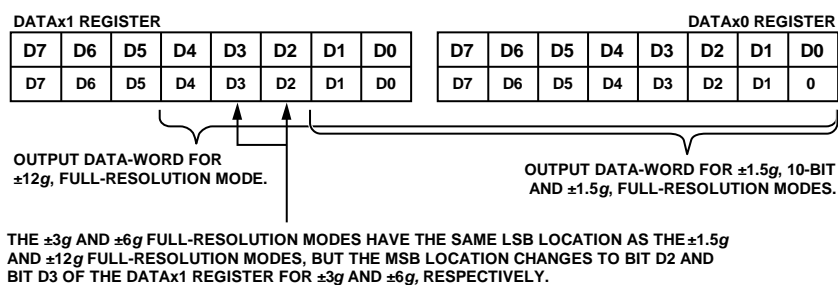 DATAx1 REGISTER DATAx0 REGISTER
D7 D6 D5 D4 D3 D2 D1 D0 D7 D6 D5 D4 D3 D2 D1 D0
D7 D6 D5 D4 D3 D2 D1 D0 D7 D6 D5 D4 D3 D2 D1 0
OUTPUT DATA-WORD FOR
±12g, FULL-RESOLUTION MODE.
OUTPUT DATA-WORD FOR ±1.5g, 10-BIT
AND ±1.5g, FULL-RESOLUTION MODES.
THE ±3g AND ±6g FULL-RESOLUTION MODES HAVE THE SAME LSB LOCATION AS THE ±1.5g
AND ±12g FULL-RESOLUTION MODES, BUT THE MSB LOCATION CHANGES TO BIT D2 AND
BIT D3 OF THE DATAx1 REGISTER FOR ±3g AND ±6g, RESPECTIVELY.